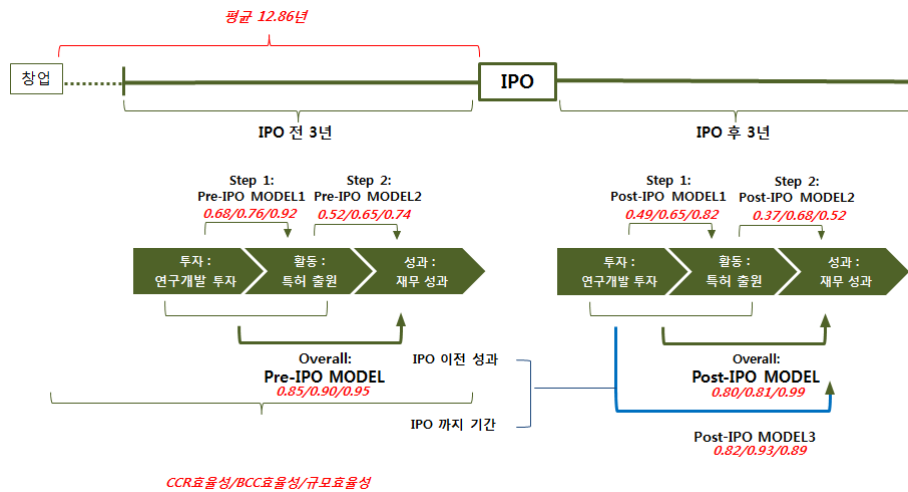 평균 12.86년
창업
IPO
IPO 전 3년
IPO 후 3년
Step 1:
Pre-IPO MODEL1
0.68/0.76/0.92
Step 2:
Pre-IPO MODEL2
0.52/0.65/0.74
Step 1:
Post-IPO MODEL1
0.49/0.65/0.82
Step 2:
Post-IPO MODEL2
0.37/0.68/0.52
투자 :
연구개발 투자
활동 :
특허 출원
성과 :
재무 성과
투자 :
연구개발 투자
활동 :
특허 출원
성과 :
재무 성과
Overall:
Pre-IPO MODEL
0.85/0.90/0.95
IPO 이전 성과
IPO 까지 기간
Overall:
Post-IPO MODEL
0.80/0.81/0.99
Post-IPO MODEL3
0.82/0.93/0.89
CCR효율성/BCC효율성/규모효율성